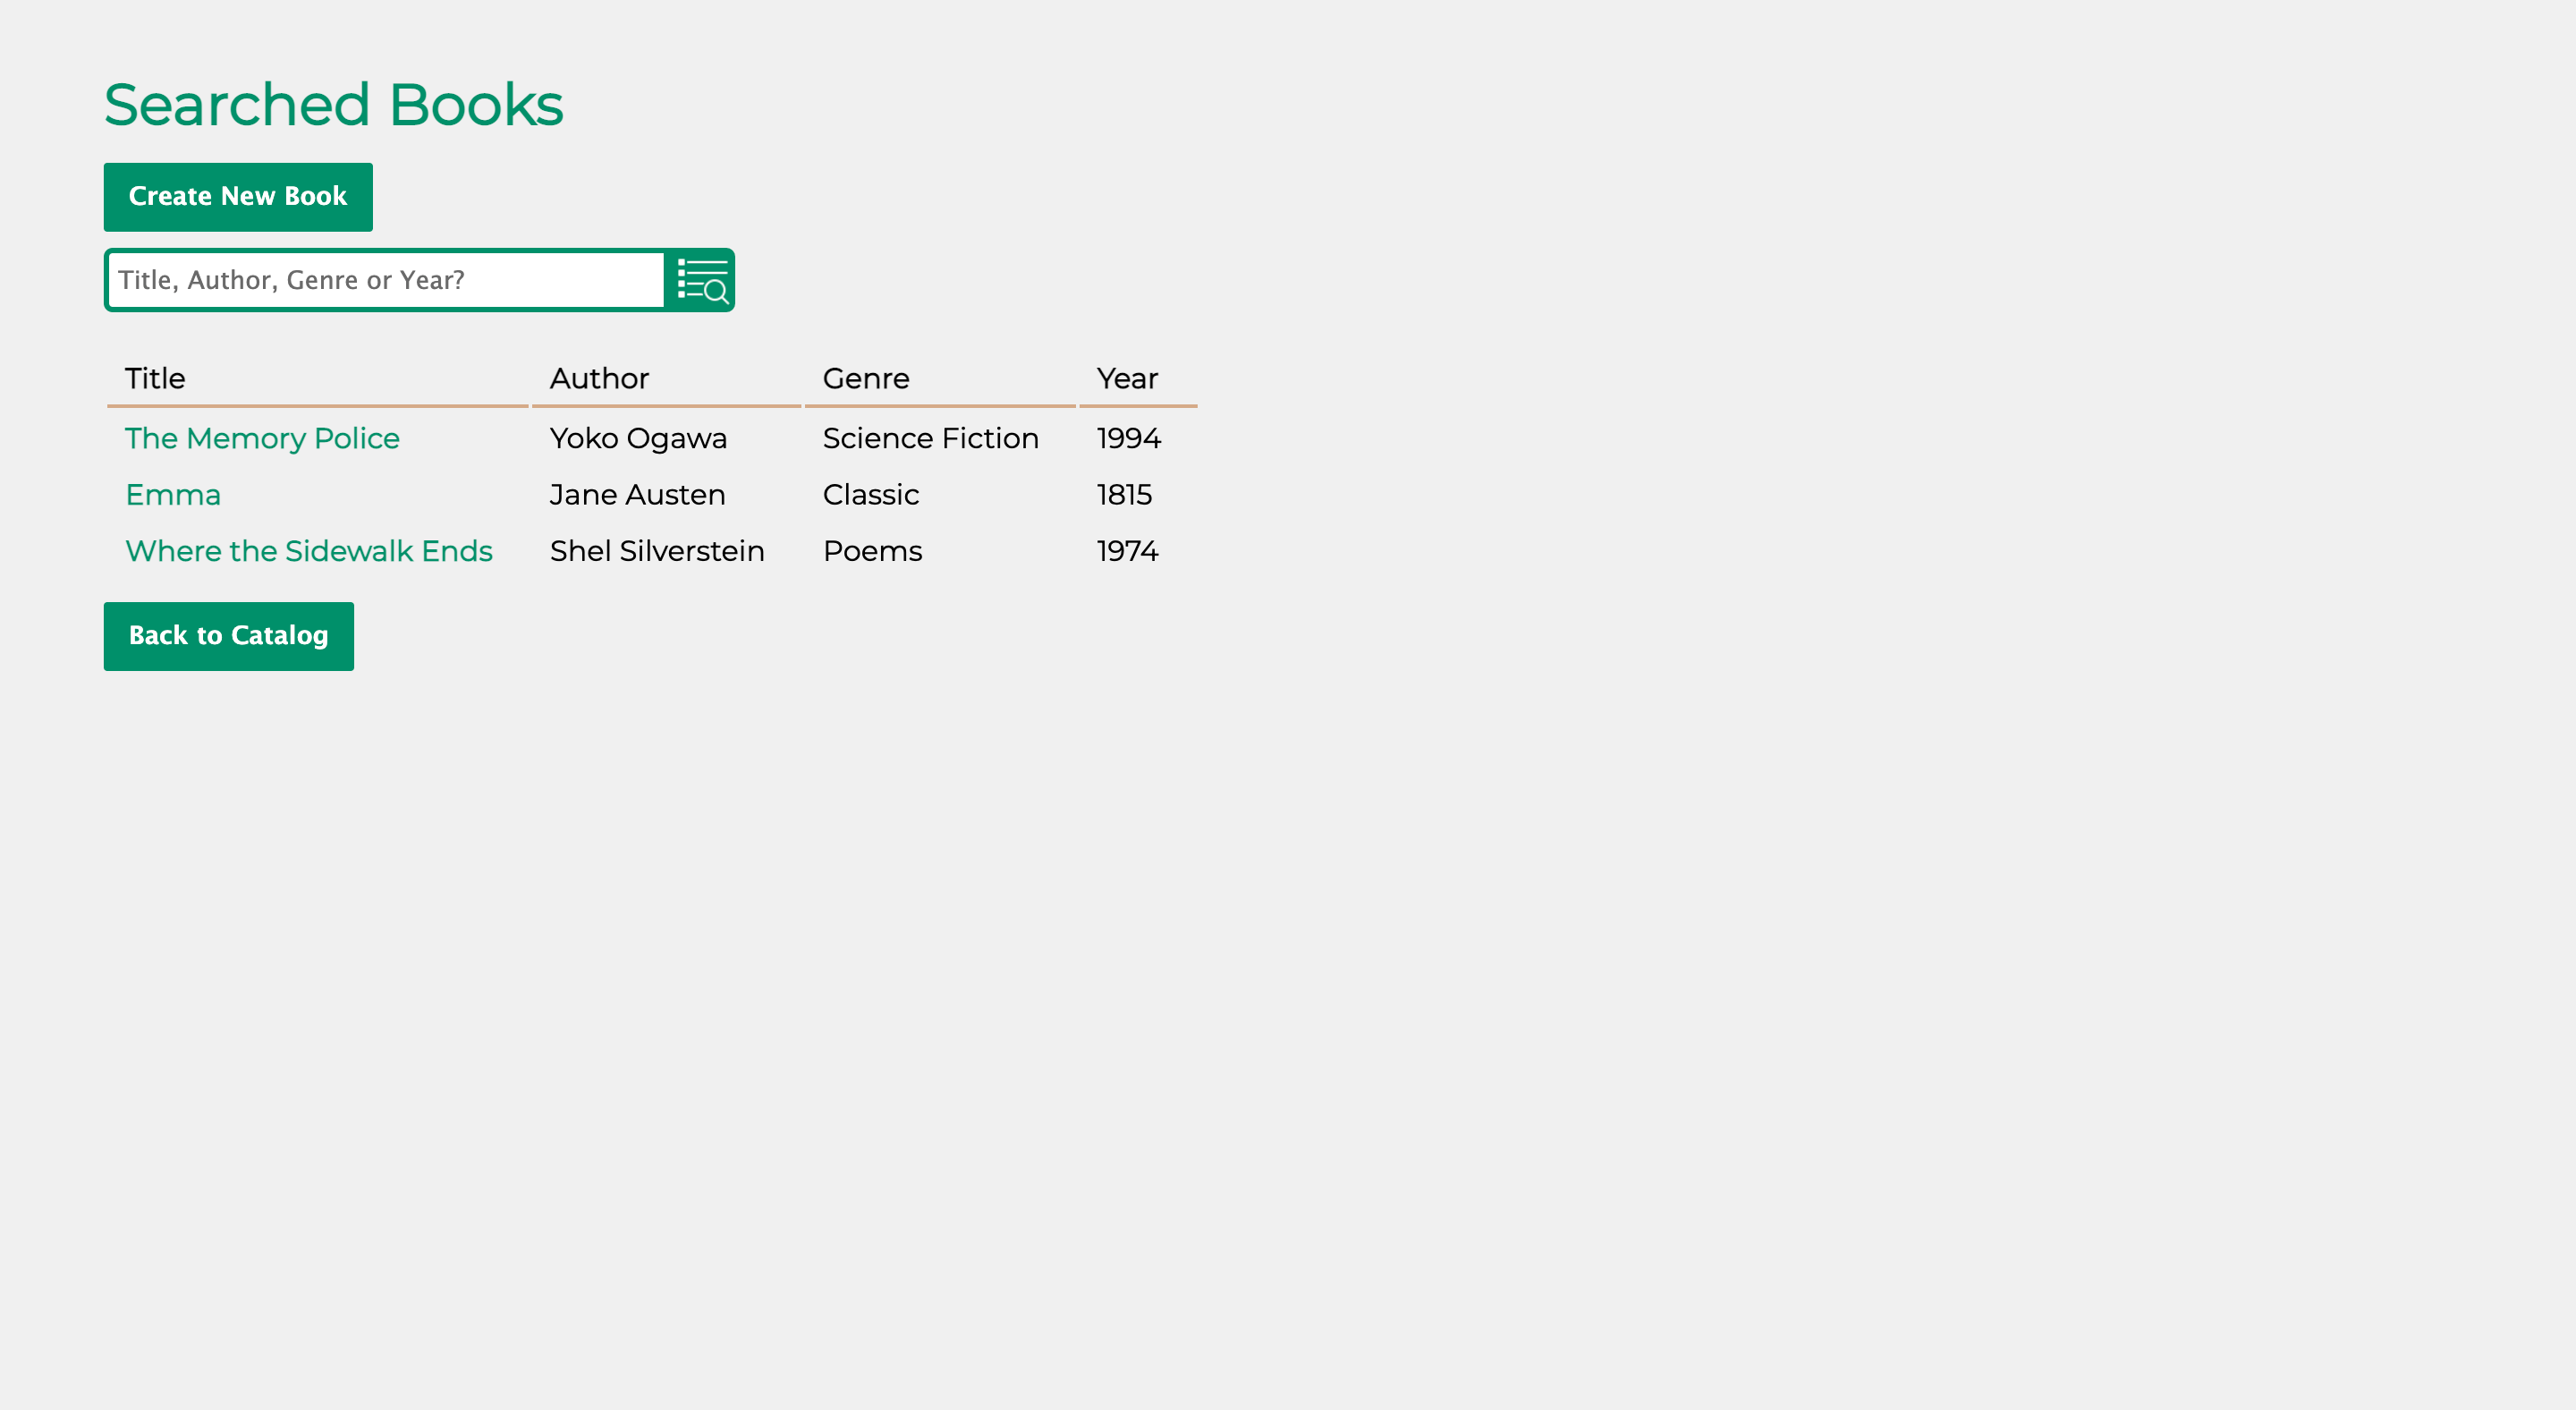 Searched Books
Create New Book
Title, Author, Genre or Year?
Title Author Genre Year
The Memory Police Yoko Ogawa Science Fiction 1994
Emma Jane Austen Classic 1815
Where the Sidewalk Ends Shel Silverstein Poems 1974
Back to Catalog